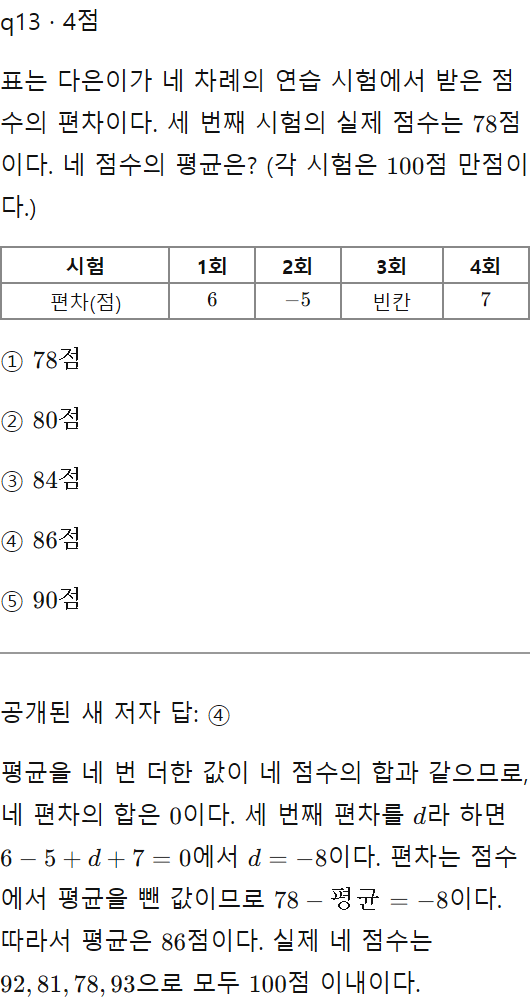 q13 · 4점
표는 다은이가 네 차례의 연습 시험에서 받은 점
수의 편차이다. 세 번째 시험의 실제 점수는 78점
이다. 네 점수의 평균은? (각 시험은 100점 만점이
다.)
시험 1회 2회 3회 4회
편차(점) 6 −5 빈칸 7
① 78점
② 80점
③ 84점
④ 86점
⑤ 90점
공개된 새 저자 답: ④
평균을 네 번 더한 값이 네 점수의 합과 같으므로,
네 편차의 합은 0이다. 세 번째 편차를 d라 하면
6 − 5 + d + 7 = 0에서 d = −8이다. 편차는 점수
에서 평균을 뺀 값이므로 78 − 평균 = −8이다.
따라서 평균은 86점이다. 실제 네 점수는
92, 81, 78, 93으로 모두 100점 이내이다.